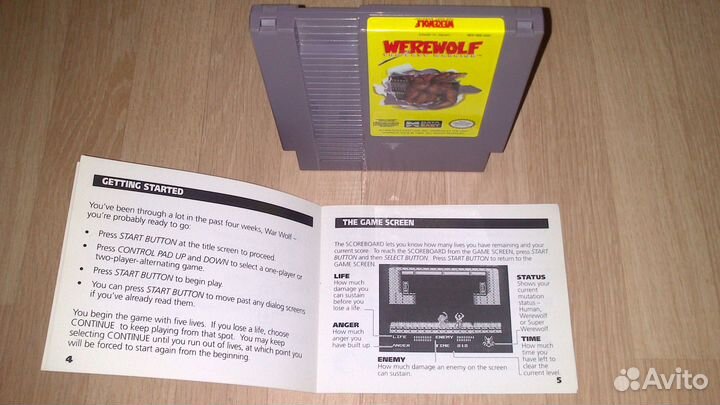 WEREWOLF
WEREWOLF
THE LAST WARRIOR
DATA EAST
GETTING STARTED
You've been through a lot in the past four weeks, War Wolf –
you're probably ready to go:
• Press START BUTTON at the title screen to proceed.
• Press CONTROL PAD UP and DOWN to select a one-player or
two-player-alternating game.
• Press START BUTTON to begin play.
• You can press START BUTTON to move past any dialog screens
if you've already read them.
You begin the game with five lives. If you lose a life, choose
CONTINUE to keep playing from that spot. You may keep
selecting CONTINUE until you run out of lives, at which point you
will be forced to start again from the beginning.
4
THE GAME SCREEN
The SCOREBOARD lets you know how many lives you have remaining and your
current score. To reach the SCOREBOARD from the GAME SCREEN, press START
BUTTON and then SELECT BUTTON. Press START BUTTON to return to the
GAME SCREEN.
LIFE
How much
damage you
can sustain
before you
lose a life.
ANGER
How much
anger you
have built up
LIFE
ENEMY
ANGER
TIME
ENEMY
How much damage an enemy on the screen
can sustain.
STATUS
Shows your
current
mutation
status –
Human,
Werewolf
or Super
Werewolf.
TIME
How much
time you
have left to
clear the
current level.
5
Avito